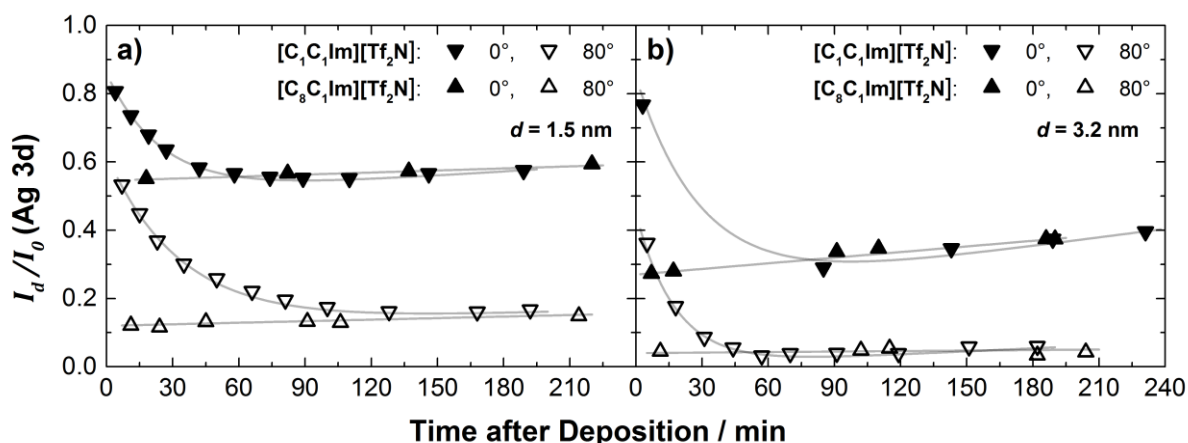 a)
[C₁C₁Im][Tf₂N]: ▼ 0°, ▽ 80°
[C₈C₁Im][Tf₂N]: ▲ 0°, △ 80°
d = 1.5 nm
b)
[C₁C₁Im][Tf₂N]: ▼ 0°, ▽ 80°
[C₈C₁Im][Tf₂N]: ▲ 0°, △ 80°
d = 3.2 nm
I_d/I_0 (Ag 3d)
1.0
0.8
0.6
0.4
0.2
0.0
0 30 60 90 120 150 180 210 0 30 60 90 120 150 180 210 240
Time after Deposition / min